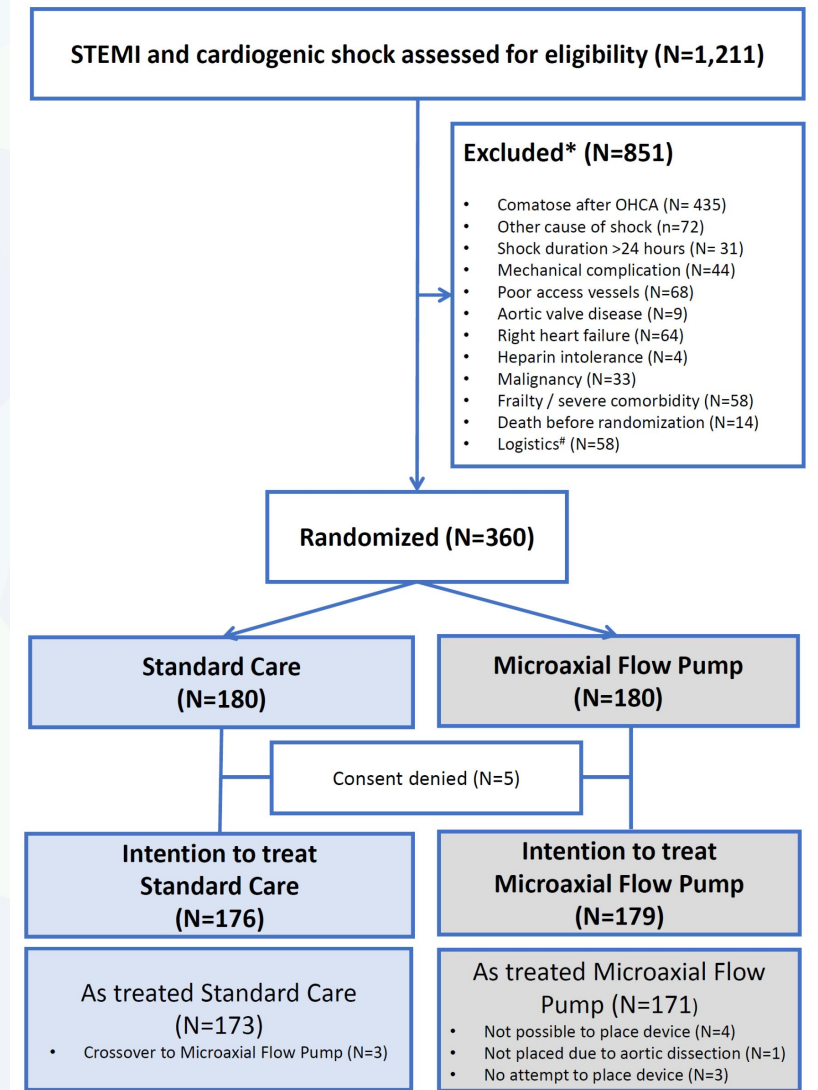 STEMI and cardiogenic shock assessed for eligibility (N=1,211)
Excluded* (N=851)
• Comatose after OHCA (N= 435)
• Other cause of shock (n=72)
• Shock duration >24 hours (N= 31)
• Mechanical complication (N=44)
• Poor access vessels (N=68)
• Aortic valve disease (N=9)
• Right heart failure (N=64)
• Heparin intolerance (N=4)
• Malignancy (N=33)
• Frailty / severe comorbidity (N=58)
• Death before randomization (N=14)
• Logistics# (N=58)
Randomized (N=360)
Standard Care
(N=180)
Microaxial Flow Pump
(N=180)
Consent denied (N=5)
Intention to treat
Standard Care
(N=176)
Intention to treat
Microaxial Flow Pump
(N=179)
As treated Standard Care
(N=173)
• Crossover to Microaxial Flow Pump (N=3)
As treated Microaxial Flow
Pump (N=171)
• Not possible to place device (N=4)
• Not placed due to aortic dissection (N=1)
• No attempt to place device (N=3)